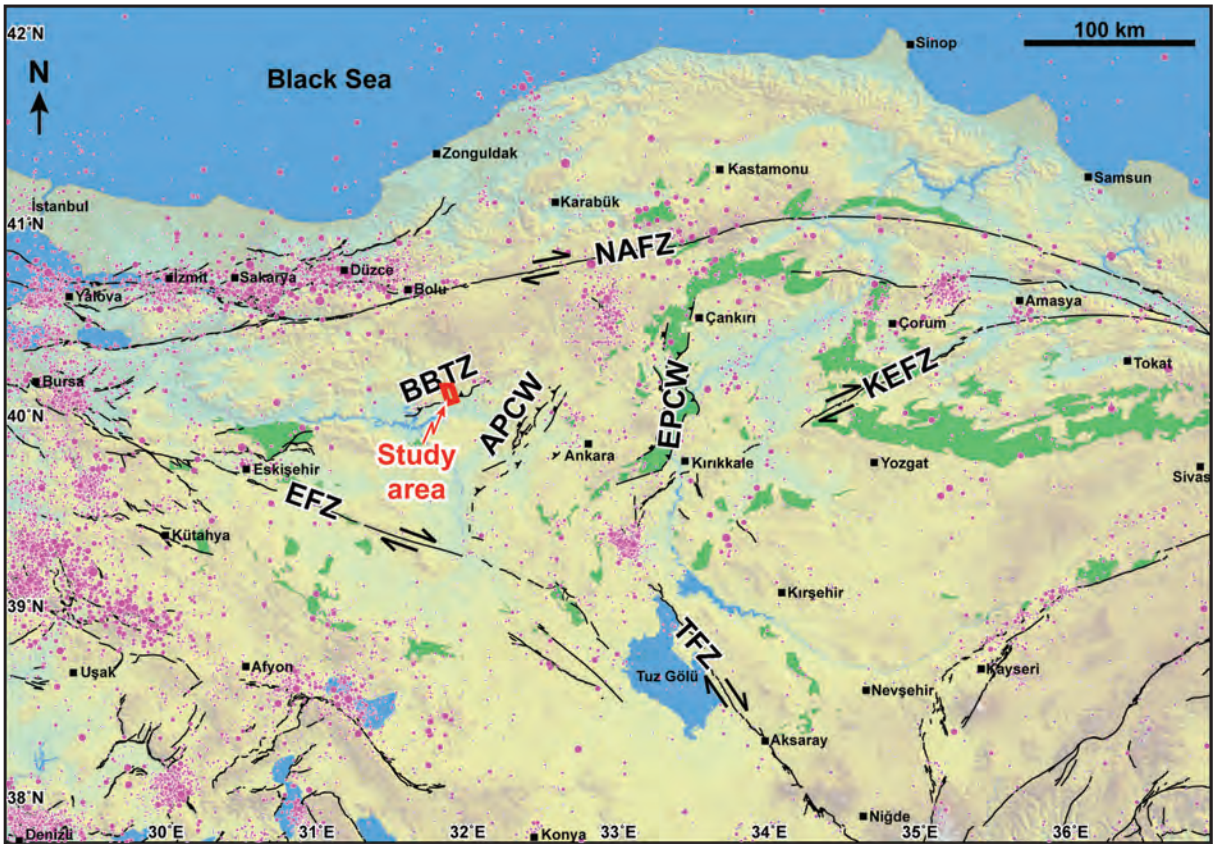 42˚N
100 km
Sinop
N
Black Sea
Zonguldak
Kastamonu
Samsun
Karabük
İstanbul
41˚N
NAFZ
Düzce
İzmit
Sakarya
Bolu
Yalova
Amasya
Çankırı
Çorum
Tokat
Bursa
BBTZ
APCW
EPCW
KEFZ
40˚N
Study
area
Ankara
Kırıkkale
Yozgat
Sivas
Eskişehir
EFZ
Kütahya
39˚N
Kırşehir
TFZ
Uşak
Afyon
Tuz Gölü
Kayseri
Nevşehir
Aksaray
38˚N
Niğde
Denizli
30˚E
31˚E
32˚E
Konya
33˚E
34˚E
35˚E
36˚E